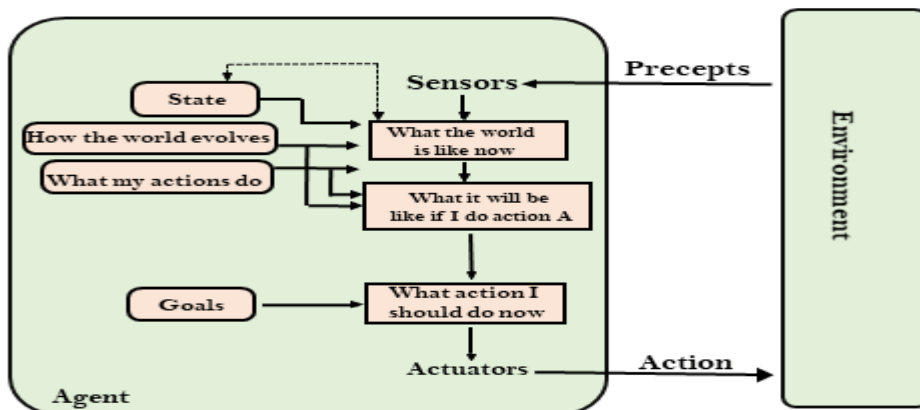 Sensors
Precepts
State
How the world evolves
What the world
is like now
What my actions do
What it will be
like if I do action A
Goals
What action I
should do now
Actuators
Action
Agent
Environment